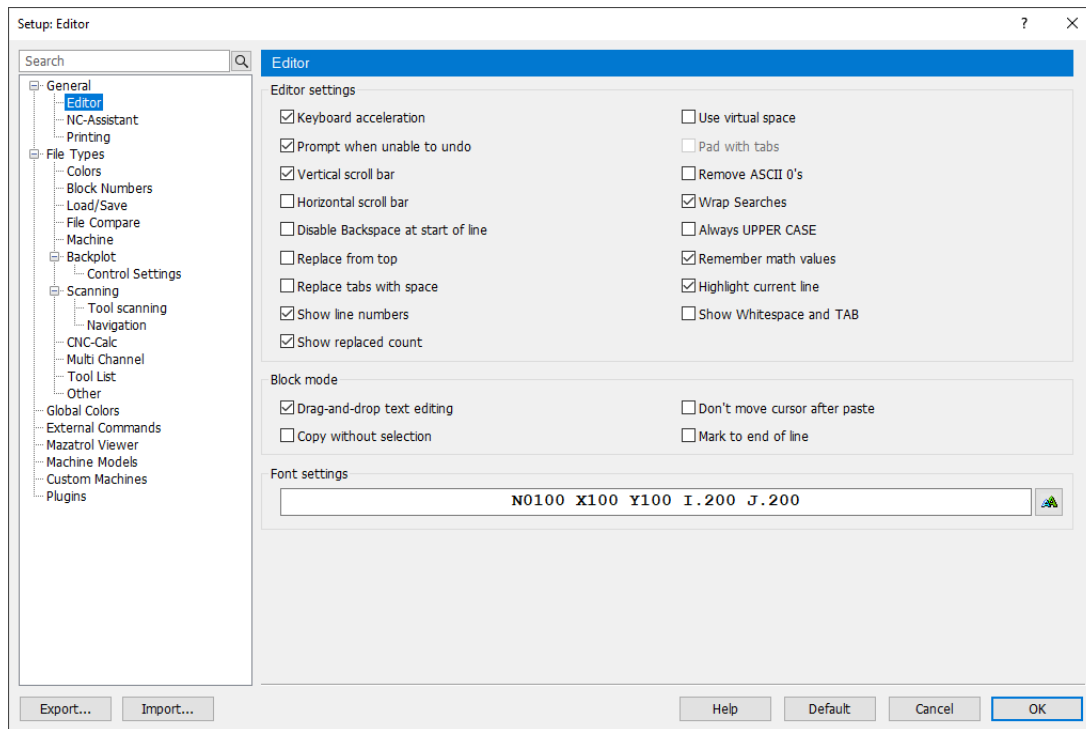 Setup: Editor
?
Search
General
Editor
NC-Assistant
Printing
File Types
Colors
Block Numbers
Load/Save
File Compare
Machine
Backplot
Control Settings
Scanning
Tool scanning
Navigation
CNC-Calc
Multi Channel
Tool List
Other
Global Colors
External Commands
Mazatrol Viewer
Machine Models
Custom Machines
Plugins
Editor
Editor settings
Keyboard acceleration
Prompt when unable to undo
Vertical scroll bar
Horizontal scroll bar
Disable Backspace at start of line
Replace from top
Replace tabs with space
Show line numbers
Show replaced count
Use virtual space
Pad with tabs
Remove ASCII 0's
Wrap Searches
Always UPPER CASE
Remember math values
Highlight current line
Show Whitespace and TAB
Block mode
Drag-and-drop text editing
Copy without selection
Don't move cursor after paste
Mark to end of line
Font settings
N0100 X100 Y100 I.200 J.200
Export...
Import...
Help
Default
Cancel
OK